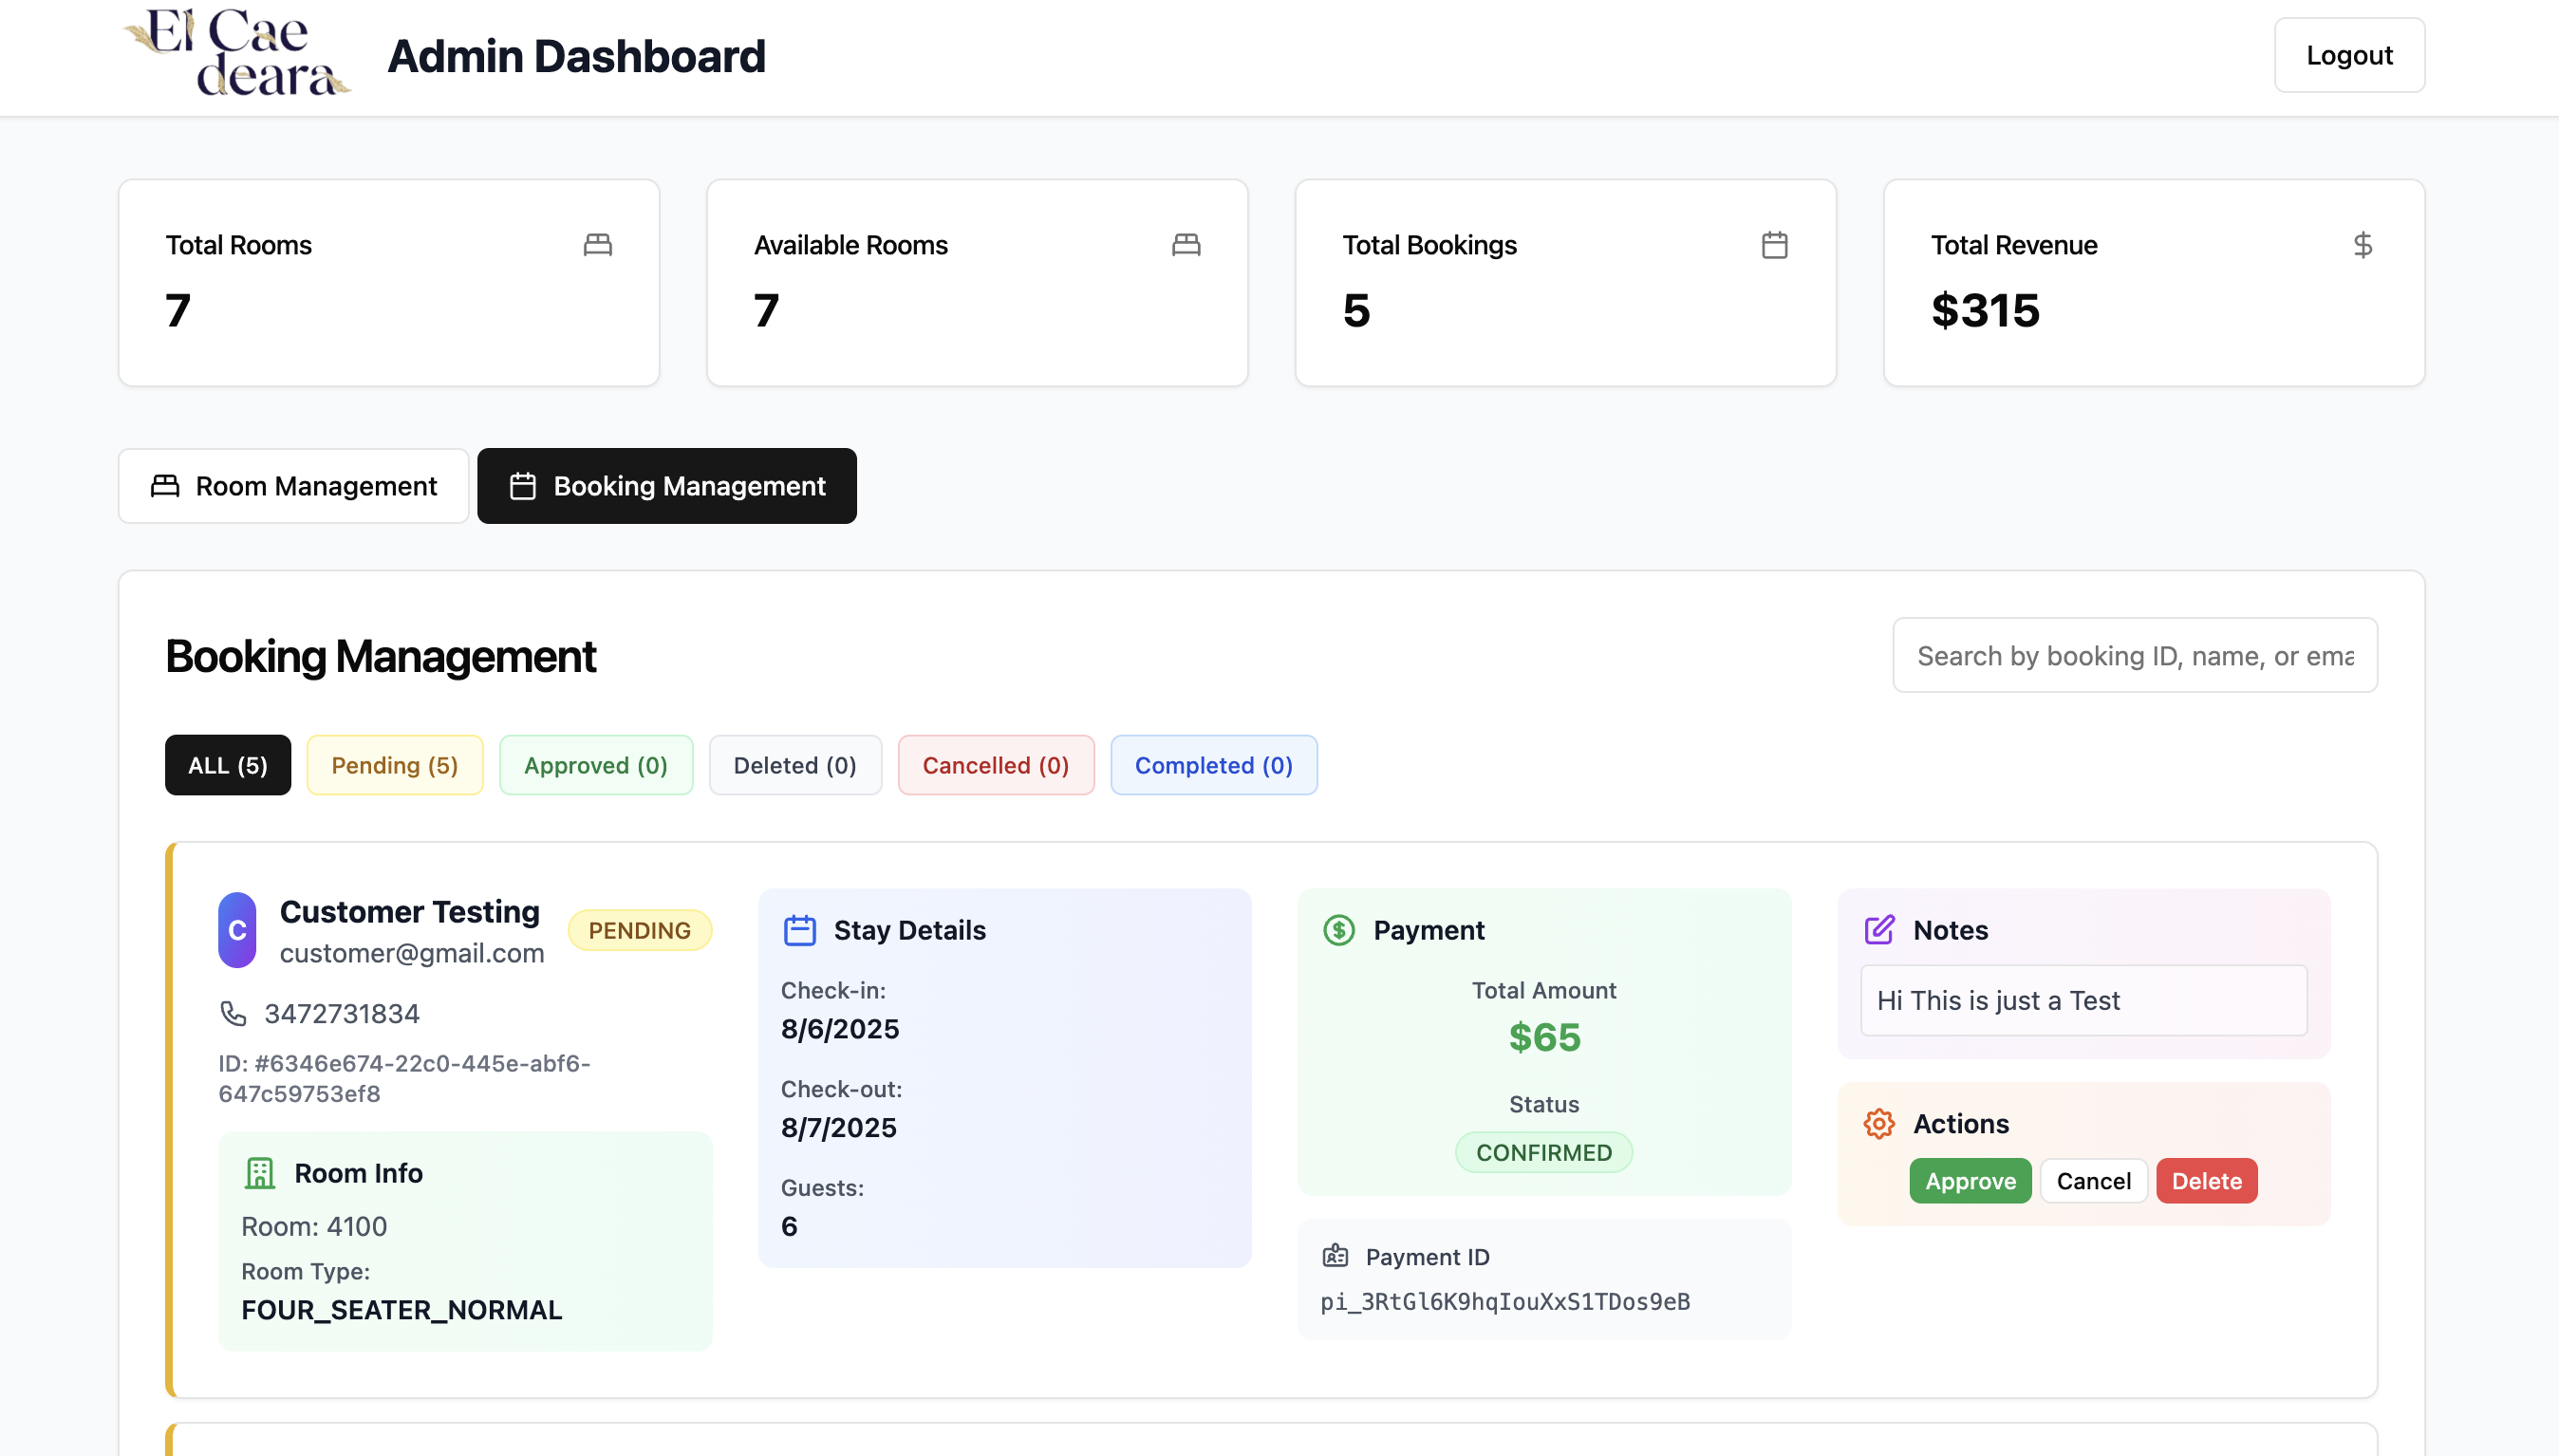 El Cae
deara
Admin Dashboard
Logout
Total Rooms
7
Available Rooms
7
Total Bookings
5
Total Revenue
$315
Room Management
Booking Management
Booking Management
Search by booking ID, name, or ema
ALL (5)
Pending (5)
Approved (0)
Deleted (0)
Cancelled (0)
Completed (0)
C
Customer Testing
customer@gmail.com
PENDING
3472731834
ID: #6346e674-22c0-445e-abf6-
647c59753ef8
Room Info
Room: 4100
Room Type:
FOUR_SEATER_NORMAL
Stay Details
Check-in:
8/6/2025
Check-out:
8/7/2025
Guests:
6
Payment
Total Amount
$65
Status
CONFIRMED
Payment ID
pi_3RtGl6K9hqIouXxS1TDos9eB
Notes
Hi This is just a Test
Actions
Approve
Cancel
Delete